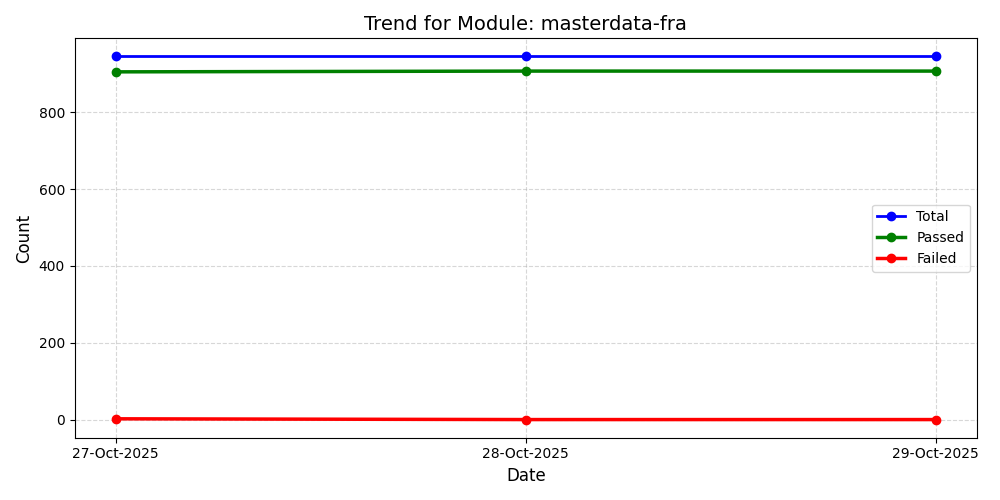 Trend for Module: masterdata-fra
Count
800
600
400
200
0
Total
Passed
Failed
27-Oct-2025 28-Oct-2025 29-Oct-2025
Date